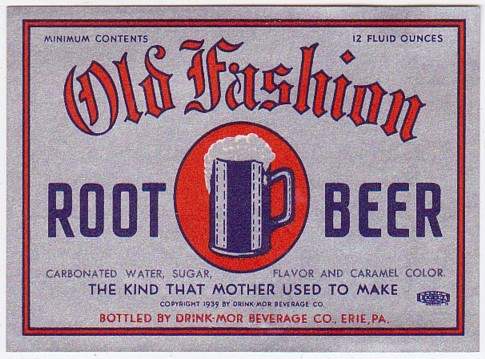 MINIMUM CONTENTS 12 FLUID OUNCES
Old Fashion
ROOT BEER
CARBONATED WATER, SUGAR, FLAVOR AND CARAMEL COLOR.
THE KIND THAT MOTHER USED TO MAKE
COPYRIGHT 1939 BY DRINK-MOR BEVERAGE CO.
BOTTLED BY DRINK-MOR BEVERAGE CO., ERIE, PA.